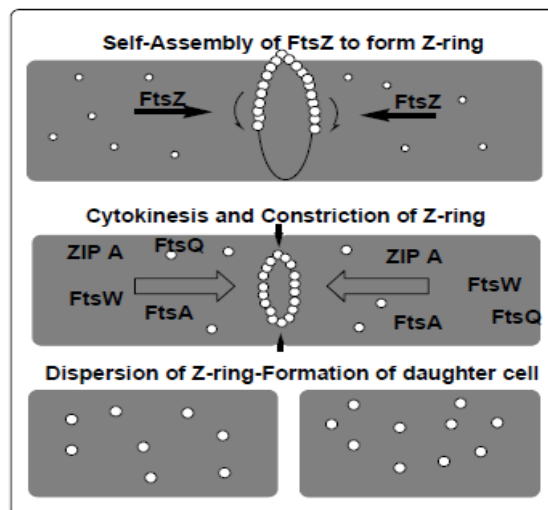 Self-Assembly of FtsZ to form Z-ring
FtsZ
FtsZ
Cytokinesis and Constriction of Z-ring
ZIP A
FtsQ
ZIP A
FtsW
FtsA
FtsW
FtsA
FtsQ
Dispersion of Z-ring-Formation of daughter cell